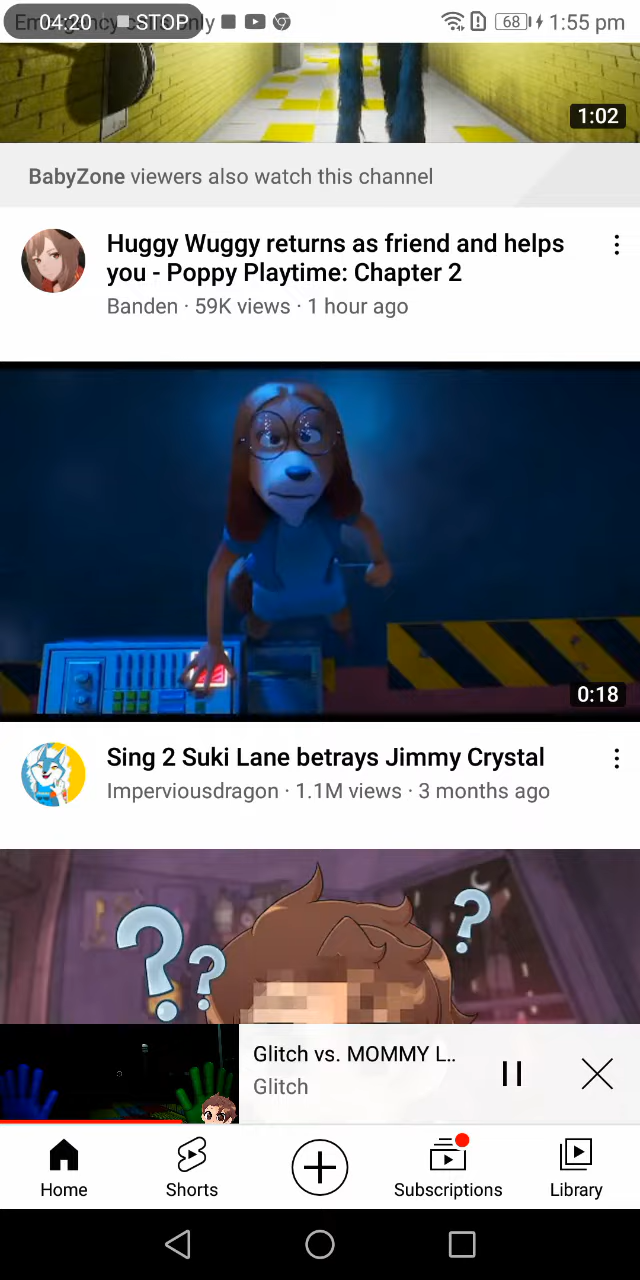 Emergency calls only
04:20 STOP
68 1:55 pm
1:02
BabyZone viewers also watch this channel
Huggy Wuggy returns as friend and helps
you - Poppy Playtime: Chapter 2
Banden · 59K views · 1 hour ago
0:18
Sing 2 Suki Lane betrays Jimmy Crystal
Imperviousdragon · 1.1M views · 3 months ago
? ? ?
Glitch vs. MOMMY L..
Glitch
Home Shorts Subscriptions Library